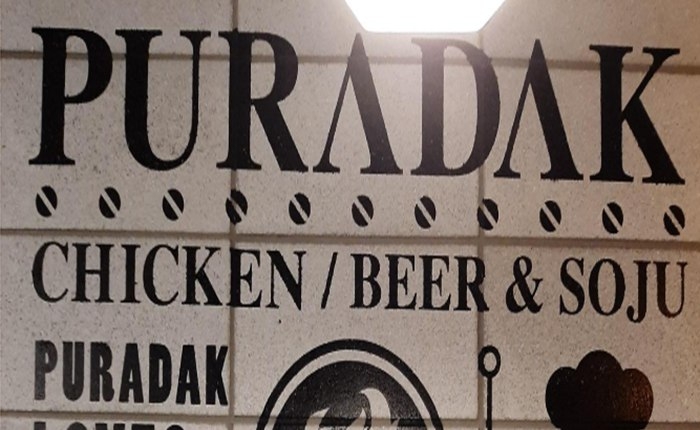 PURADAK
CHICKEN / BEER & SOJU
PURADAK